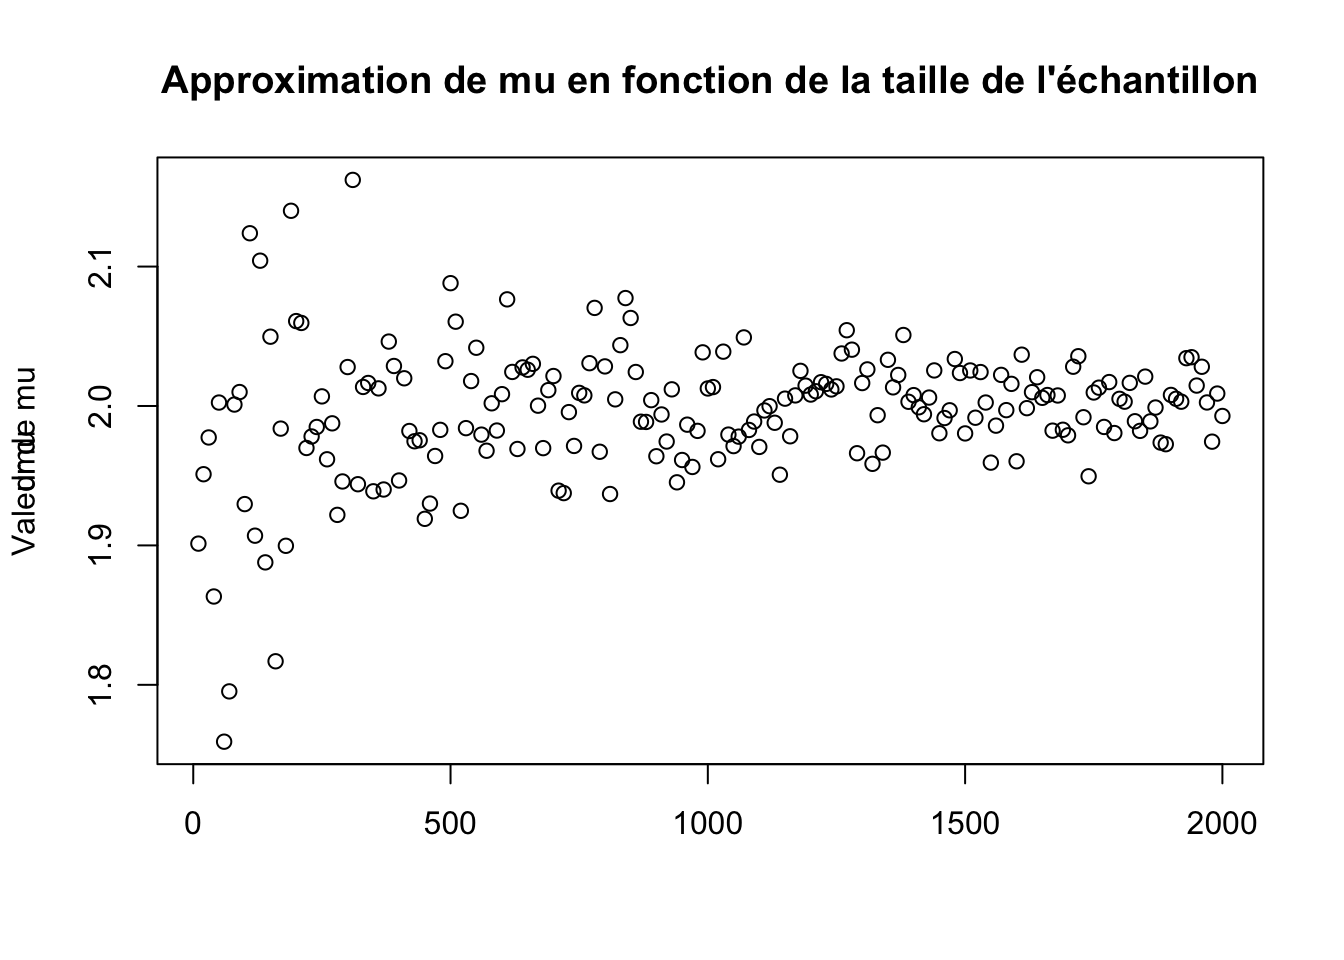 Approximation de mu en fonction de la taille de l'échantillon
2.1
2.0
1.9
1.8
mu
0 500 1000 1500 2000